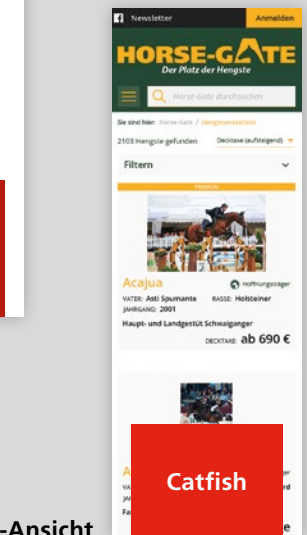 Newsletter Anmelden
HORSE-GATE
Der Platz der Hengste
Horse-Gate durchsuchen
Sie sind hier: Horse-Gate / Hengstverzeichnis
2103 Hengste gefunden Decktaxe (aufsteigend)
Filtern
PREMIUM
Acajua Hoffnungsträger
VATER: Asti Spumante RASSE: Holsteiner
JAHRGANG: 2001
Haupt- und Landgestüt Schwaiganger
DECKTAXE: ab 690 €
Catfish
-Ansicht